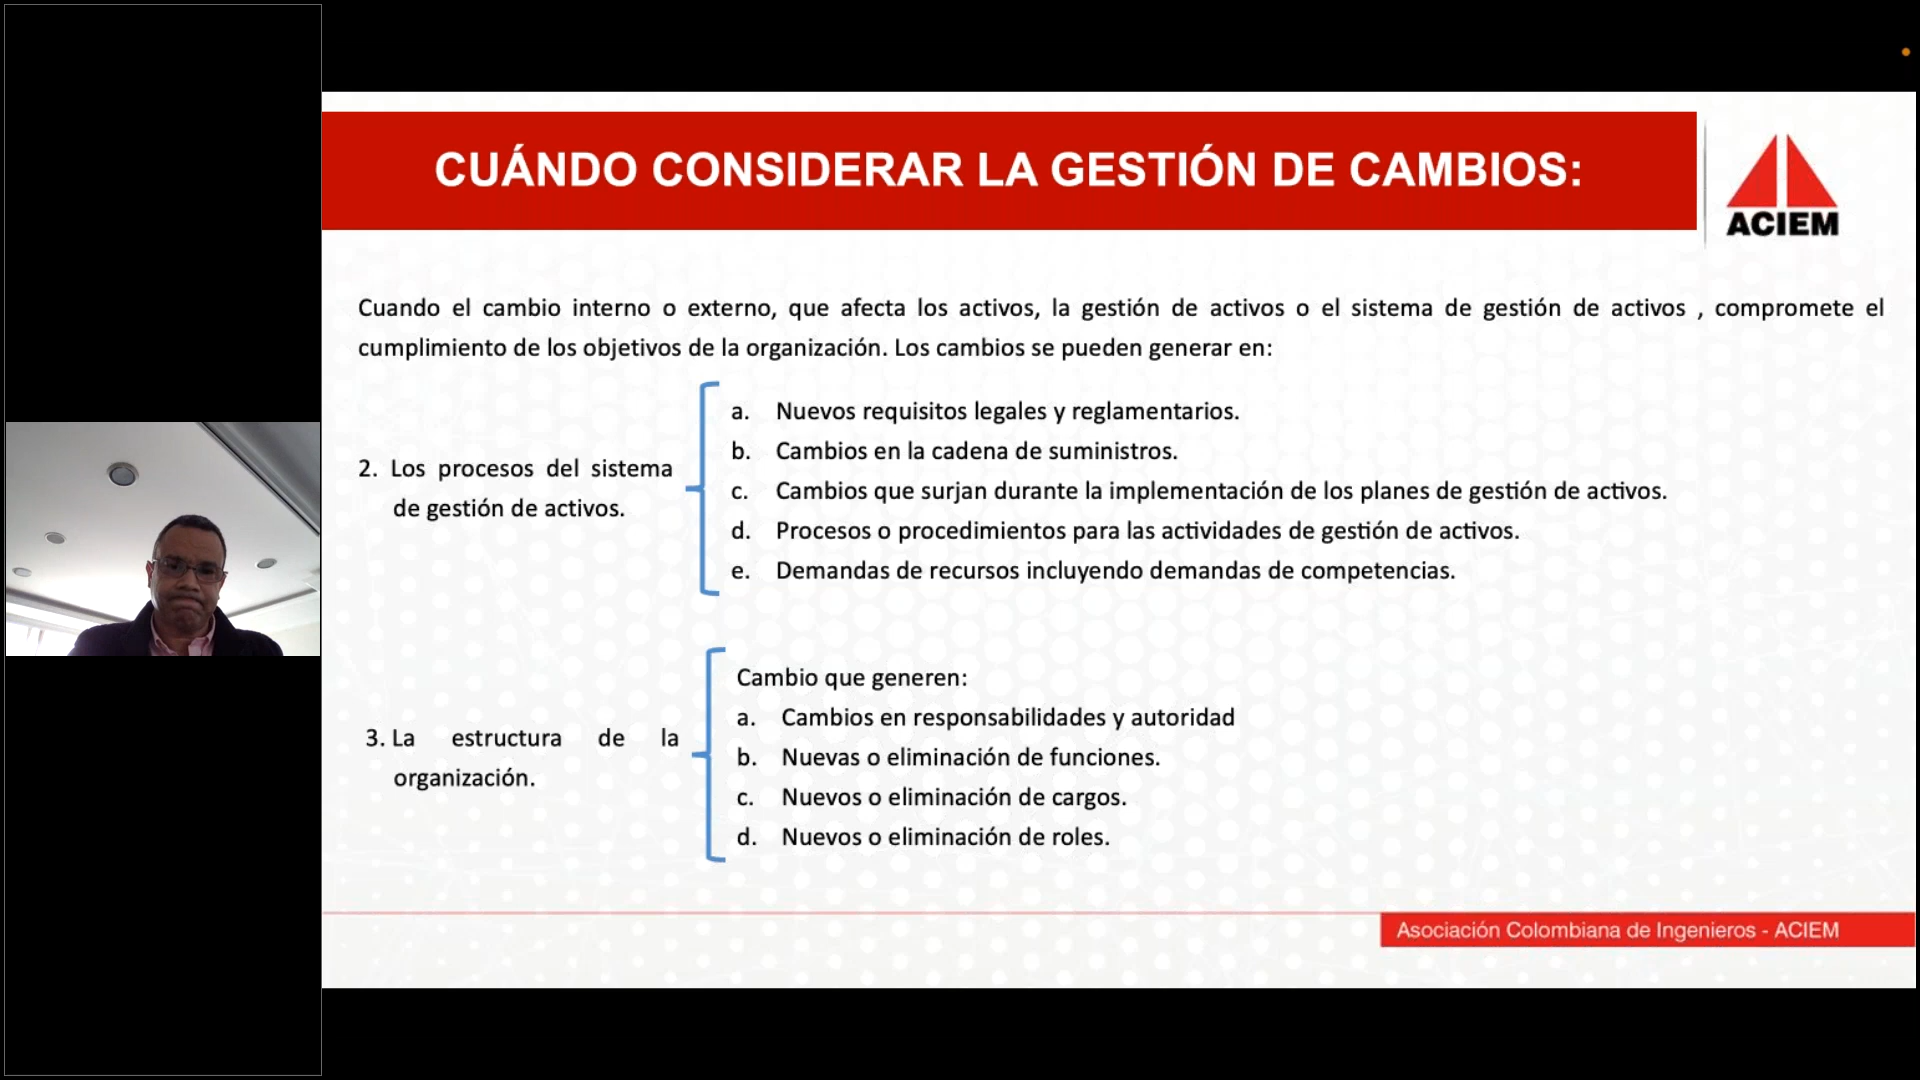 CUÁNDO CONSIDERAR LA GESTIÓN DE CAMBIOS:
ACIEM
Cuando el cambio interno o externo, que afecta los activos, la gestión de activos o el sistema de gestión de activos , compromete el
cumplimiento de los objetivos de la organización. Los cambios se pueden generar en:
2. Los procesos del sistema
de gestión de activos.
a. Nuevos requisitos legales y reglamentarios.
b. Cambios en la cadena de suministros.
c. Cambios que surjan durante la implementación de los planes de gestión de activos.
d. Procesos o procedimientos para las actividades de gestión de activos.
e. Demandas de recursos incluyendo demandas de competencias.
3. La estructura de la
organización.
Cambio que generen:
a. Cambios en responsabilidades y autoridad
b. Nuevas o eliminación de funciones.
c. Nuevos o eliminación de cargos.
d. Nuevos o eliminación de roles.
Asociación Colombiana de Ingenieros - ACIEM